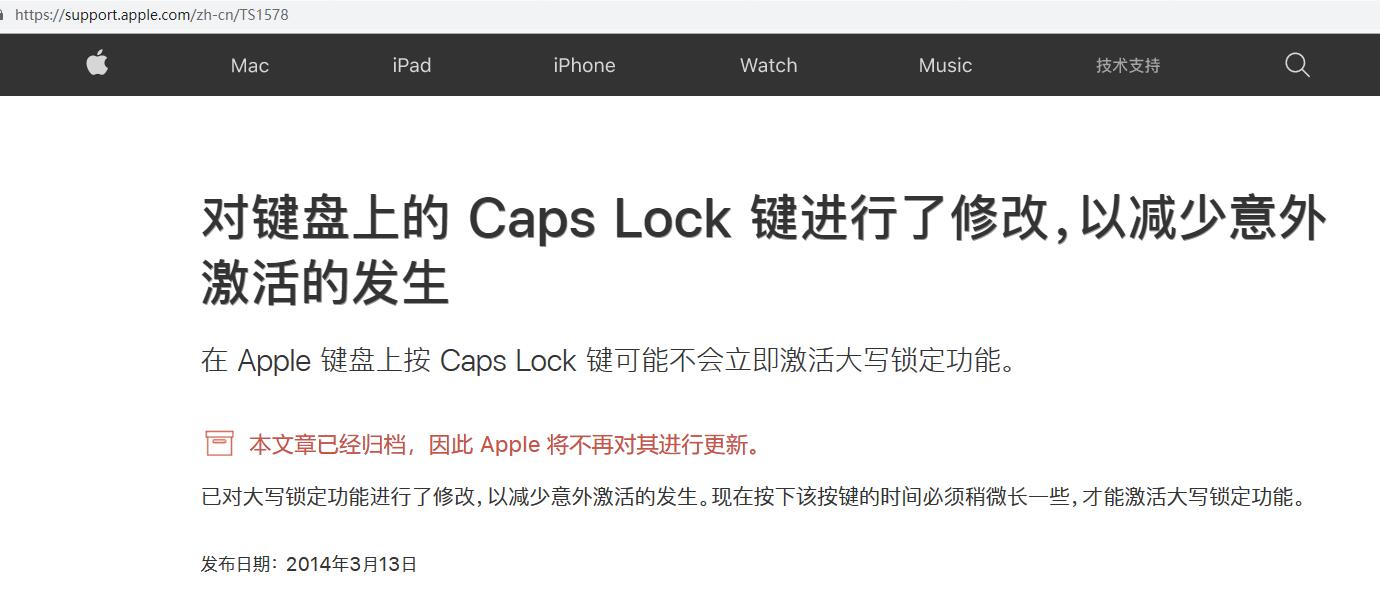 https://support.apple.com/zh-cn/TS1578
Mac iPad iPhone Watch Music 技术支持
对键盘上的 Caps Lock 键进行了修改，以减少意外
激活的发生
在 Apple 键盘上按 Caps Lock 键可能不会立即激活大写锁定功能。
本文章已经归档，因此 Apple 将不再对其进行更新。
已对大写锁定功能进行了修改，以减少意外激活的发生。现在按下该按键的时间必须稍微长一些，才能激活大写锁定功能。
发布日期：2014年3月13日